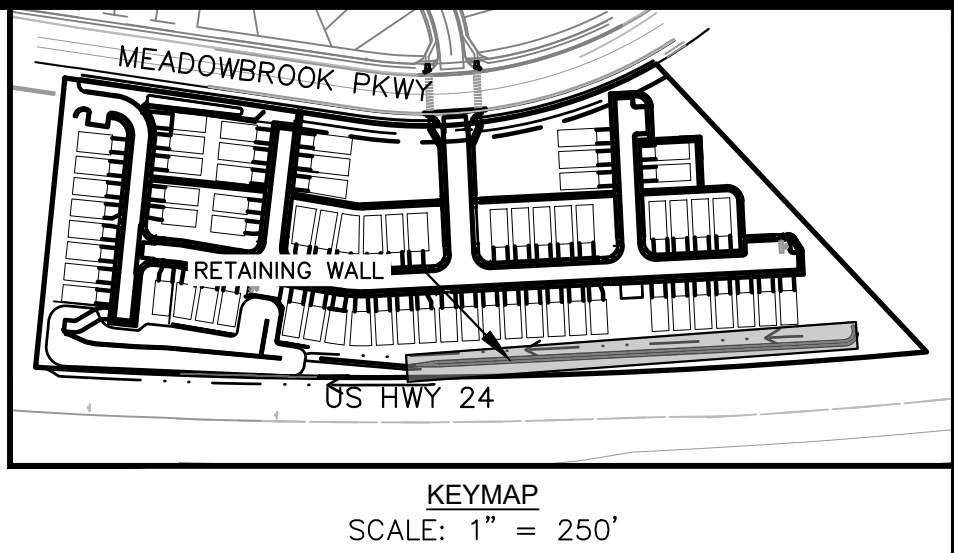 MEADOWBROOK PKWY
RETAINING WALL
US HWY 24
KEYMAP
SCALE: 1" = 250'